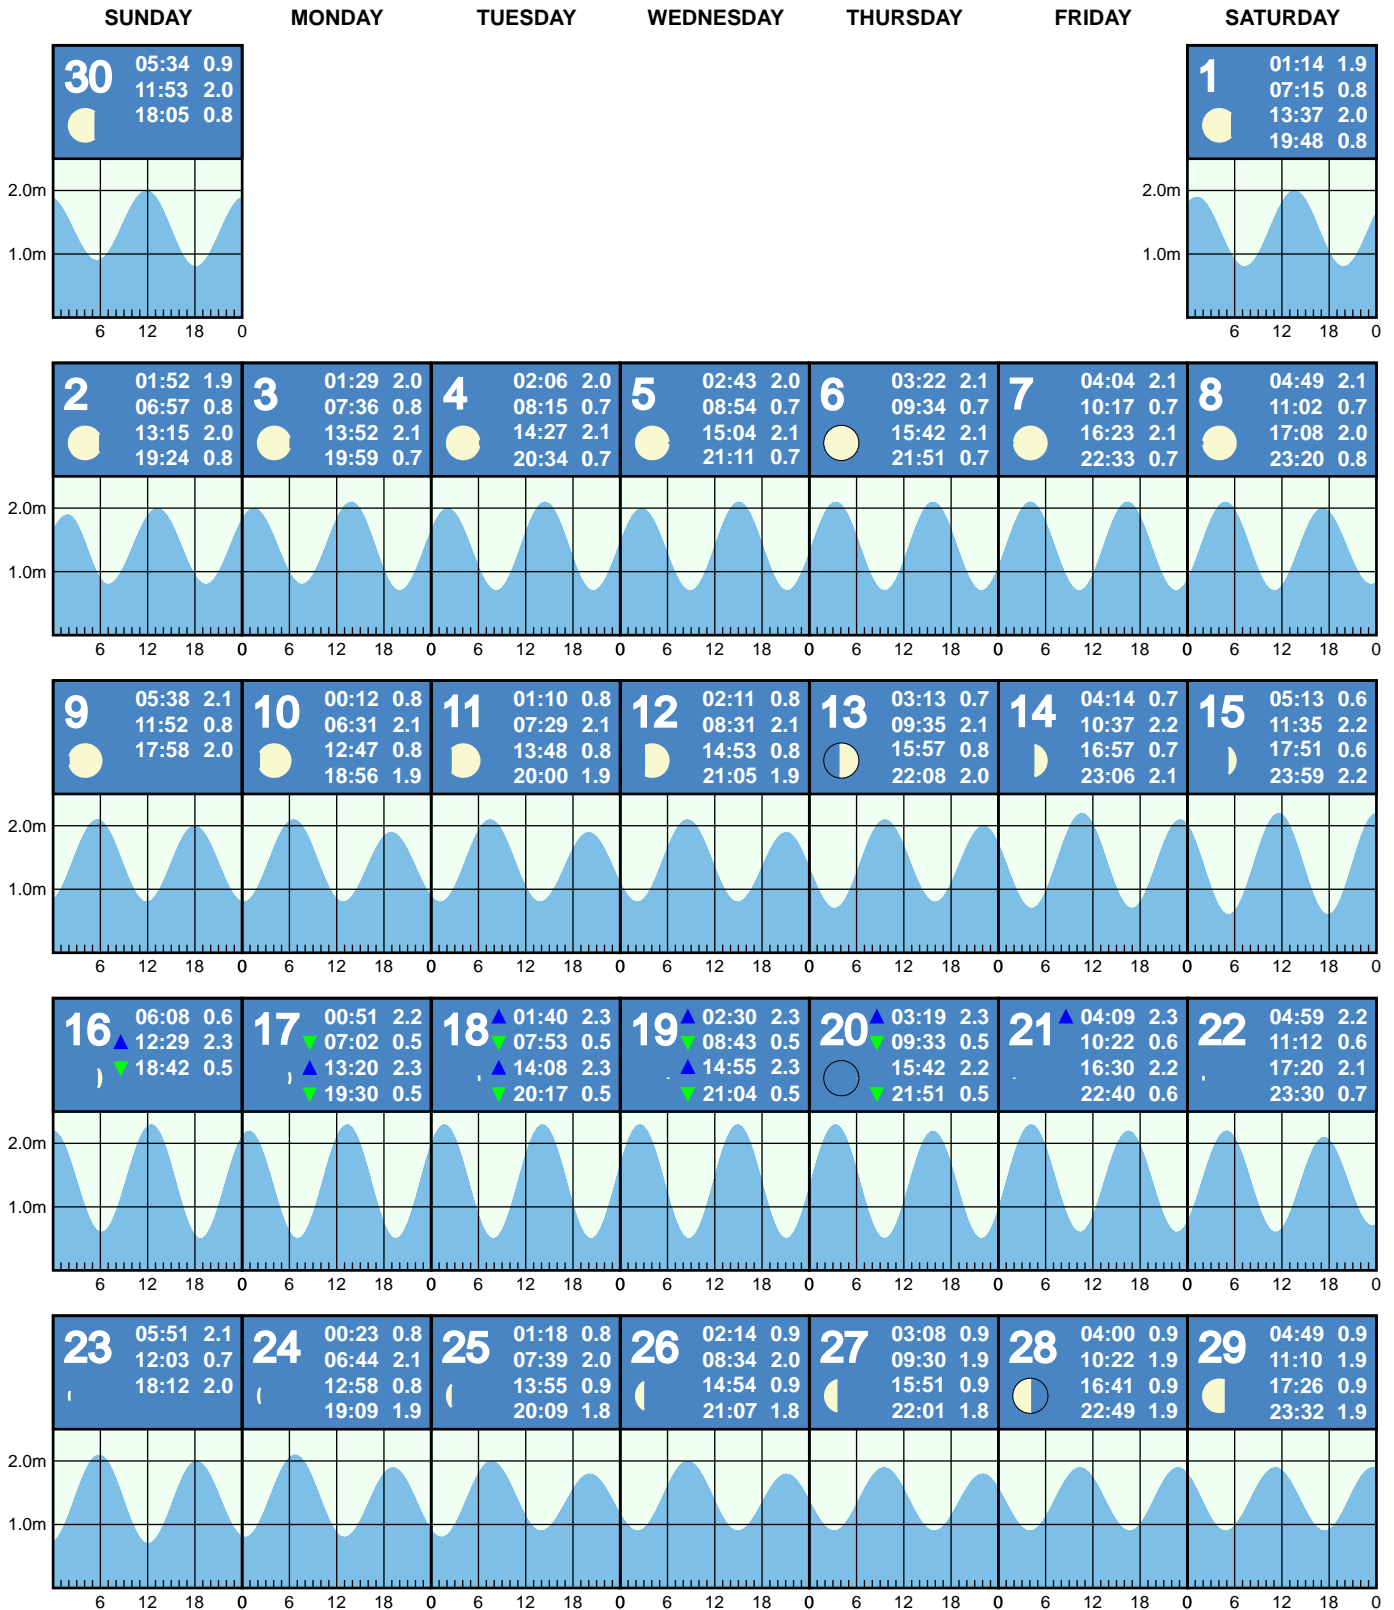 SUNDAY MONDAY TUESDAY WEDNESDAY THURSDAY FRIDAY SATURDAY
30 05:34 0.9
11:53 2.0
18:05 0.8
1 01:14 1.9
07:15 0.8
13:37 2.0
19:48 0.8
2.0m
1.0m
6 12 18 0
2.0m
1.0m
6 12 18 0
2 01:52 1.9
06:57 0.8
13:15 2.0
19:24 0.8
3 01:29 2.0
07:36 0.8
13:52 2.1
19:59 0.7
4 02:06 2.0
08:15 0.7
14:27 2.1
20:34 0.7
5 02:43 2.0
08:54 0.7
15:04 2.1
21:11 0.7
6 03:22 2.1
09:34 0.7
15:42 2.1
21:51 0.7
7 04:04 2.1
10:17 0.7
16:23 2.1
22:33 0.7
8 04:49 2.1
11:02 0.7
17:08 2.0
23:20 0.8
2.0m
1.0m
6 12 18 0 6 12 18 0 6 12 18 0 6 12 18 0 6 12 18 0 6 12 18 0 6 12 18 0
9 05:38 2.1
11:52 0.8
17:58 2.0
10 00:12 0.8
06:31 2.1
12:47 0.8
18:56 1.9
11 01:10 0.8
07:29 2.1
13:48 0.8
20:00 1.9
12 02:11 0.8
08:31 2.1
14:53 0.8
21:05 1.9
13 03:13 0.7
09:35 2.1
15:57 0.8
22:08 2.0
14 04:14 0.7
10:37 2.2
16:57 0.7
23:06 2.1
15 05:13 0.6
11:35 2.2
17:51 0.6
23:59 2.2
2.0m
1.0m
6 12 18 0 6 12 18 0 6 12 18 0 6 12 18 0 6 12 18 0 6 12 18 0 6 12 18 0
16 06:08 0.6
12:29 2.3
18:42 0.5
17 00:51 2.2
07:02 0.5
13:20 2.3
19:30 0.5
18 01:40 2.3
07:53 0.5
14:08 2.3
20:17 0.5
19 02:30 2.3
08:43 0.5
14:55 2.3
21:04 0.5
20 03:19 2.3
09:33 0.5
15:42 2.2
21:51 0.5
21 04:09 2.3
10:22 0.6
16:30 2.2
22:40 0.6
22 04:59 2.2
11:12 0.6
17:20 2.1
23:30 0.7
2.0m
1.0m
6 12 18 0 6 12 18 0 6 12 18 0 6 12 18 0 6 12 18 0 6 12 18 0 6 12 18 0
23 05:51 2.1
12:03 0.7
18:12 2.0
24 00:23 0.8
06:44 2.1
12:58 0.8
19:09 1.9
25 01:18 0.8
07:39 2.0
13:55 0.9
20:09 1.8
26 02:14 0.9
08:34 2.0
14:54 0.9
21:07 1.8
27 03:08 0.9
09:30 1.9
15:51 0.9
22:01 1.8
28 04:00 0.9
10:22 1.9
16:41 0.9
22:49 1.9
29 04:49 0.9
11:10 1.9
17:26 0.9
23:32 1.9
2.0m
1.0m
6 12 18 0 6 12 18 0 6 12 18 0 6 12 18 0 6 12 18 0 6 12 18 0 6 12 18 0